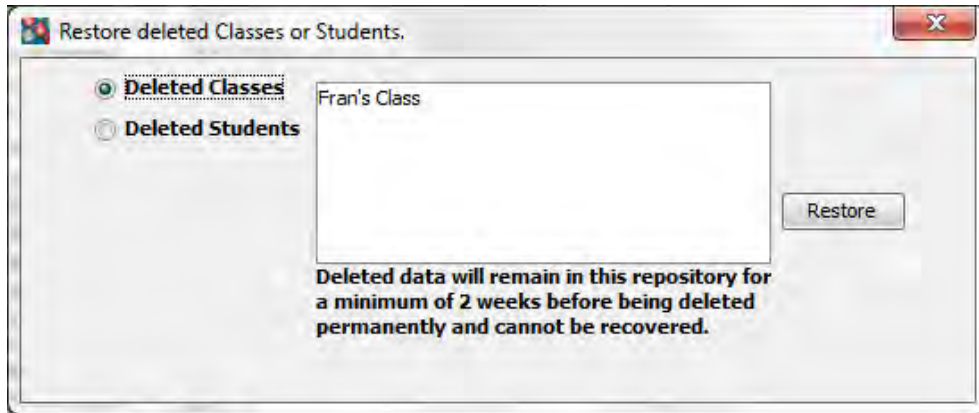 Restore deleted Classes or Students.
Deleted Classes
Deleted Students
Fran's Class
Restore
Deleted data will remain in this repository for
a minimum of 2 weeks before being deleted
permanently and cannot be recovered.